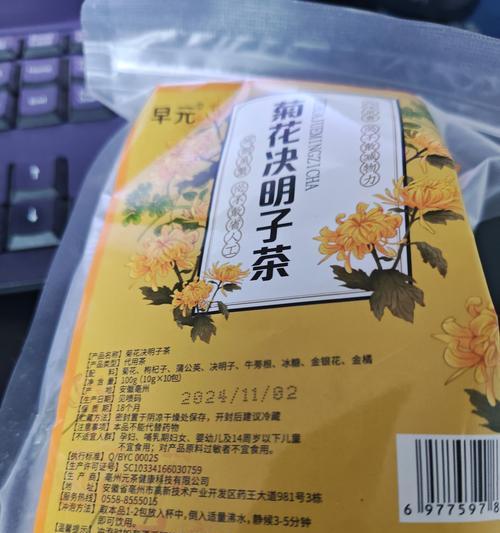 早元
菊花决明子茶
JUEMINGZI CHA
【产品名称】菊花决明子茶
【产品类型】代用茶
【配　　料】菊花、枸杞子、蒲公英、决明子、牛蒡根、冰糖、金银花、金橘
【净 含 量】100g (10g×10包)
【产　　地】安徽亳州
【生产日期】见喷码
2024/11/02
【保 质 期】18个月
【贮藏方法】密封置于阴凉干燥处保存，开封后建议冷藏
【注意事项】本品不能代替药物
【不适宜人群】孕妇、哺乳期妇女、婴幼儿及14周岁以下儿童
不宜食用；对产品原料过敏者不宜食用。
【执行标准】Q/BYC 0002S
【生产许可证号】SC10334166030759
【生 产 商】亳州元茶健康科技有限公司
【地　　址】安徽省亳州市高新技术产业开发区药王大道981号3栋
【服务热线】0558-8555016
【冲泡方法】取本品1-2包放入杯中，倒入适量沸水，静候3-5分钟
即可饮用。
【温馨提示】
6 977597 8